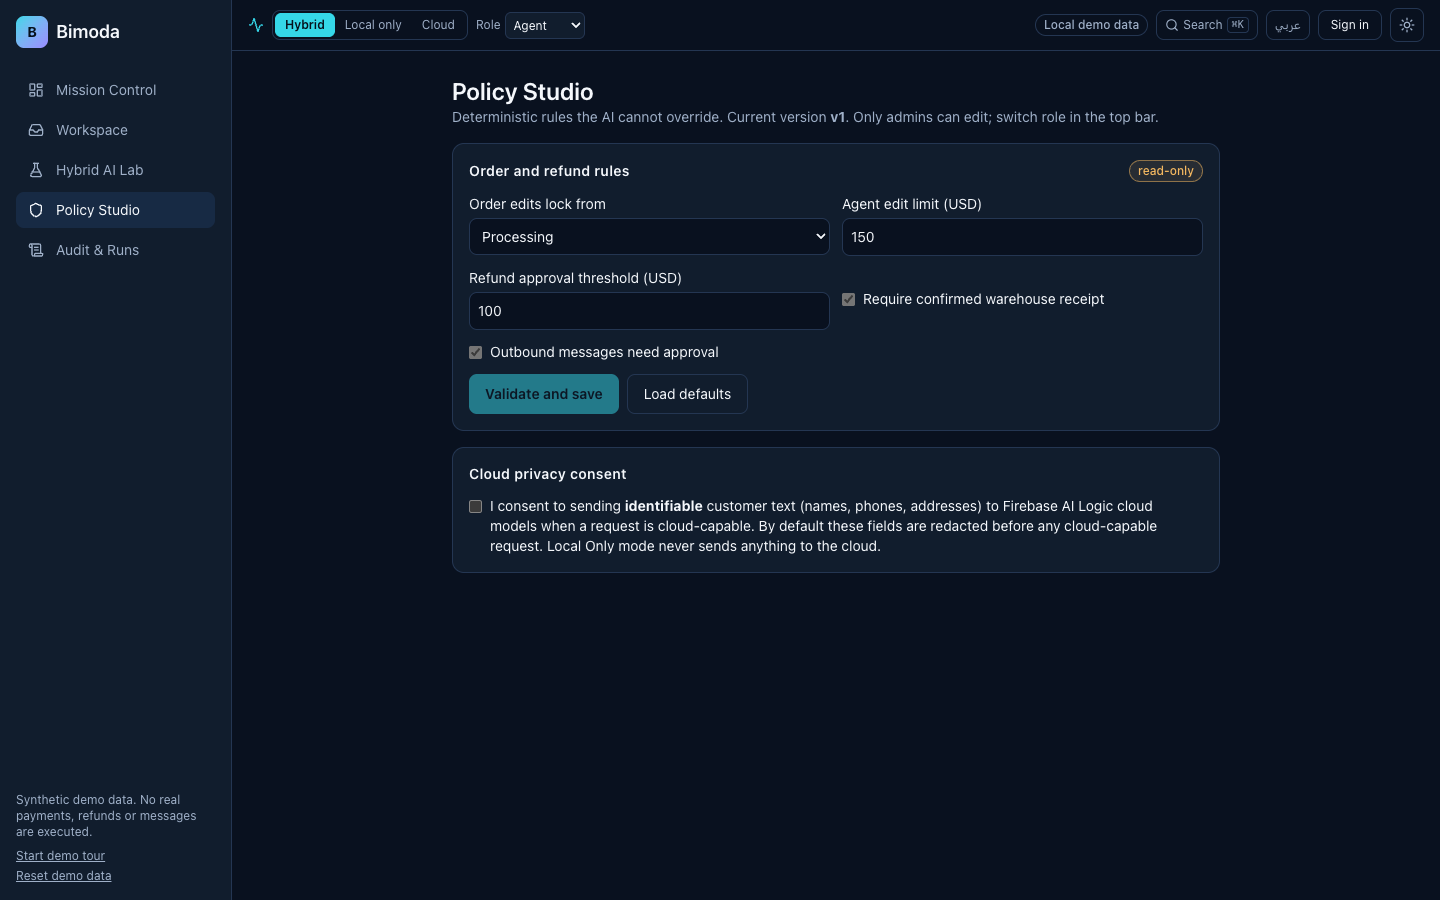 B Bimoda
Hybrid Local only Cloud Role Agent Local demo data Search ⌘K عربي Sign in
Mission Control
Workspace
Hybrid AI Lab
Policy Studio
Audit & Runs
Synthetic demo data. No real
payments, refunds or messages
are executed.
Start demo tour
Reset demo data
Policy Studio
Deterministic rules the AI cannot override. Current version v1. Only admins can edit; switch role in the top bar.
Order and refund rules read-only
Order edits lock from
Processing
Agent edit limit (USD)
150
Refund approval threshold (USD)
100
Require confirmed warehouse receipt
Outbound messages need approval
Validate and save Load defaults
Cloud privacy consent
I consent to sending identifiable customer text (names, phones, addresses) to Firebase AI Logic cloud
models when a request is cloud-capable. By default these fields are redacted before any cloud-capable
request. Local Only mode never sends anything to the cloud.